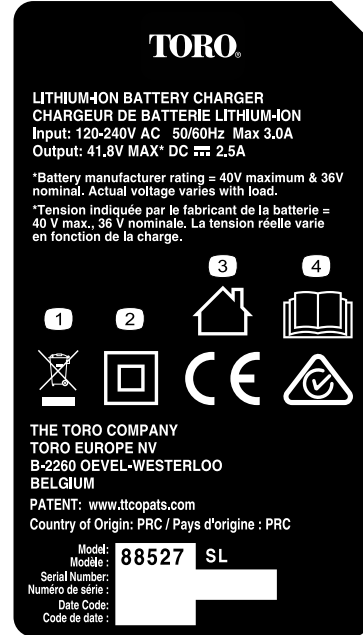 TORO®
LITHIUM-ION BATTERY CHARGER
CHARGEUR DE BATTERIE LITHIUM-ION
Input: 120-240V AC 50/60Hz Max 3.0A
Output: 41.8V MAX* DC ⎓ 2.5A
*Battery manufacturer rating = 40V maximum & 36V
nominal. Actual voltage varies with load.
*Tension indiquée par le fabricant de la batterie =
40 V max., 36 V nominale. La tension réelle varie
en fonction de la charge.
3 4
1 2
CE
THE TORO COMPANY
TORO EUROPE NV
B-2260 OEVEL-WESTERLOO
BELGIUM
PATENT: www.ttcopats.com
Country of Origin: PRC / Pays d'origine : PRC
Model:
Modèle : 88527 SL
Serial Number:
Numéro de série :
Date Code:
Code de date :